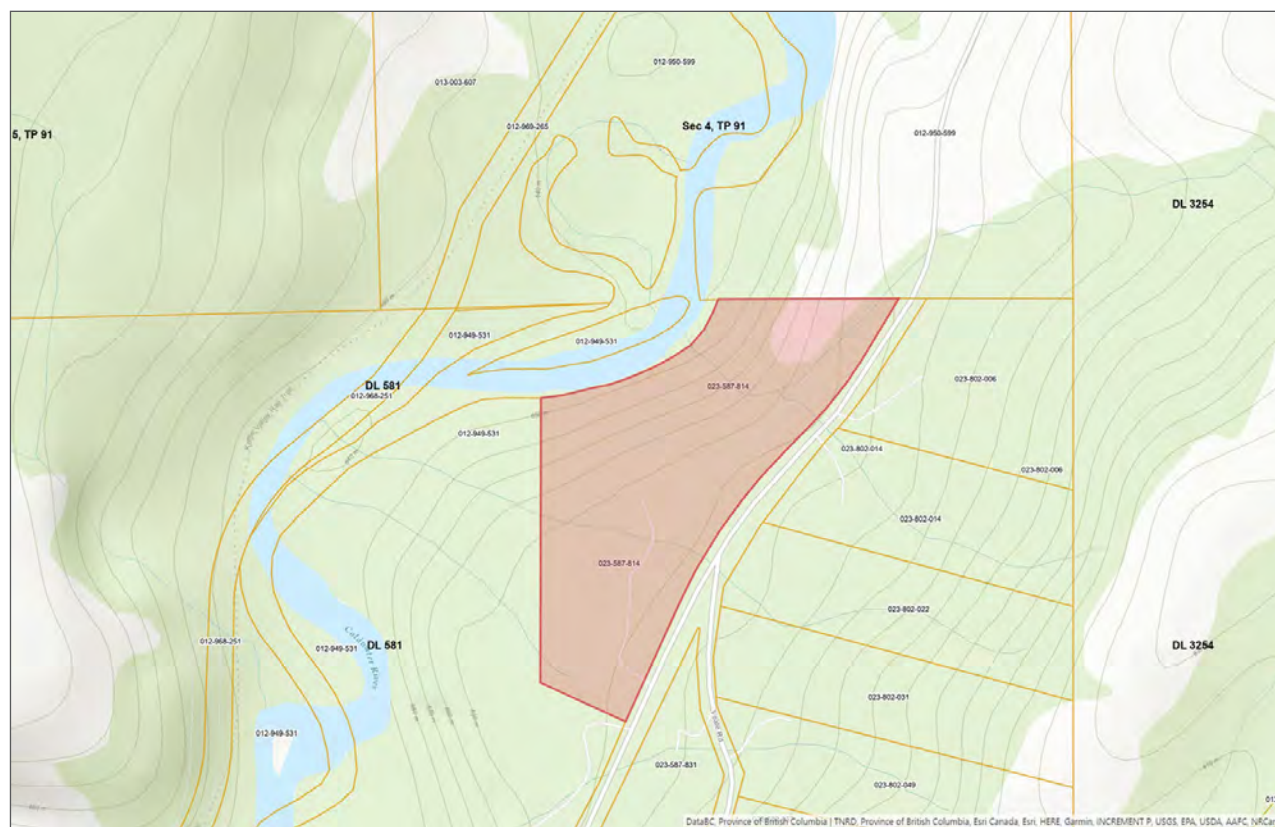 012-950-599
013-003-607
012-969-265
Sec 4, TP 91
5, TP 91
012-950-599
DL 3254
012-949-531
012-949-531
DL 581
012-968-251
023-587-814
023-802-006
012-949-531
023-802-014
023-802-006
023-802-014
023-587-814
023-802-022
012-968-251
012-949-531
DL 581
Coldwater River
DL 3254
023-802-031
012-949-531
023-587-831
023-802-049
DataBC, Province of British Columbia | TNRD, Province of British Columbia, Esri Canada, Esri, HERE, Garmin, INCREMENT P, USGS, EPA, USDA, AAFC, NRCan